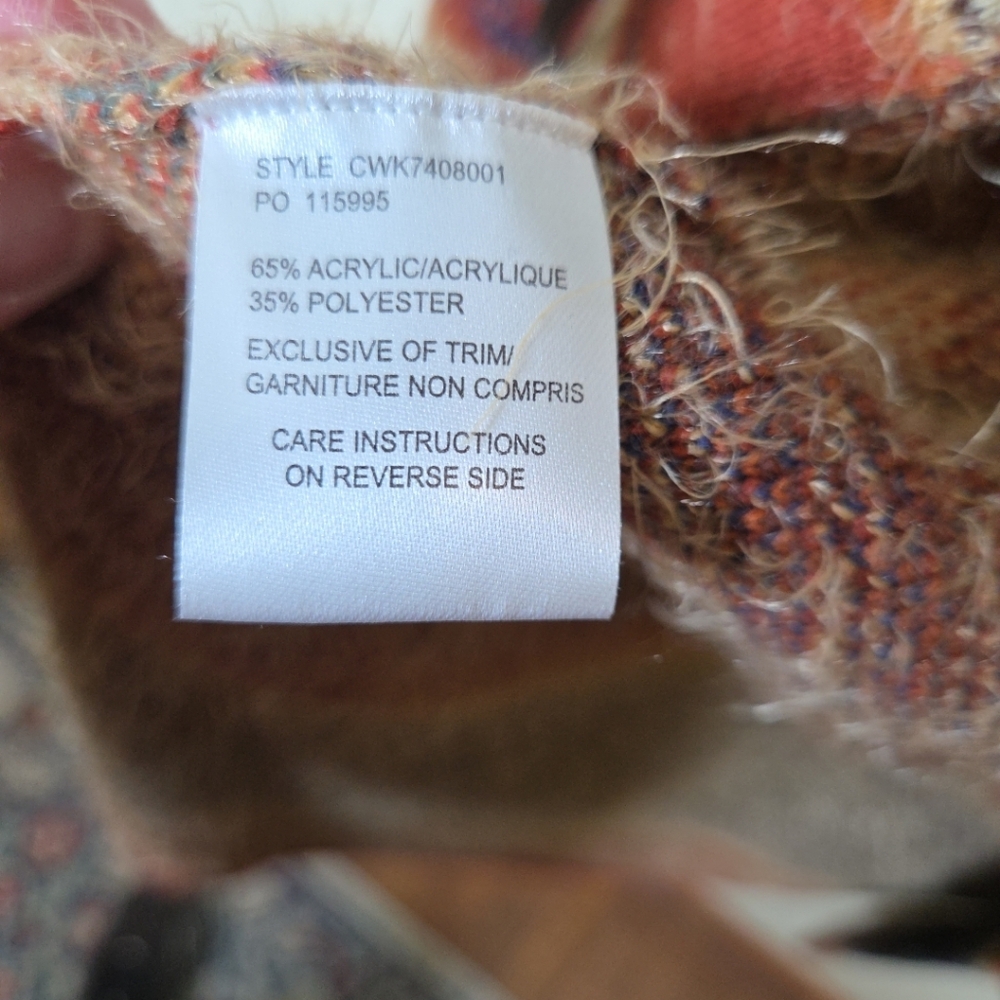 STYLE CWK7408001
PO 115995
65% ACRYLIC/ACRYLIQUE
35% POLYESTER
EXCLUSIVE OF TRIM/
GARNITURE NON COMPRIS
CARE INSTRUCTIONS
ON REVERSE SIDE